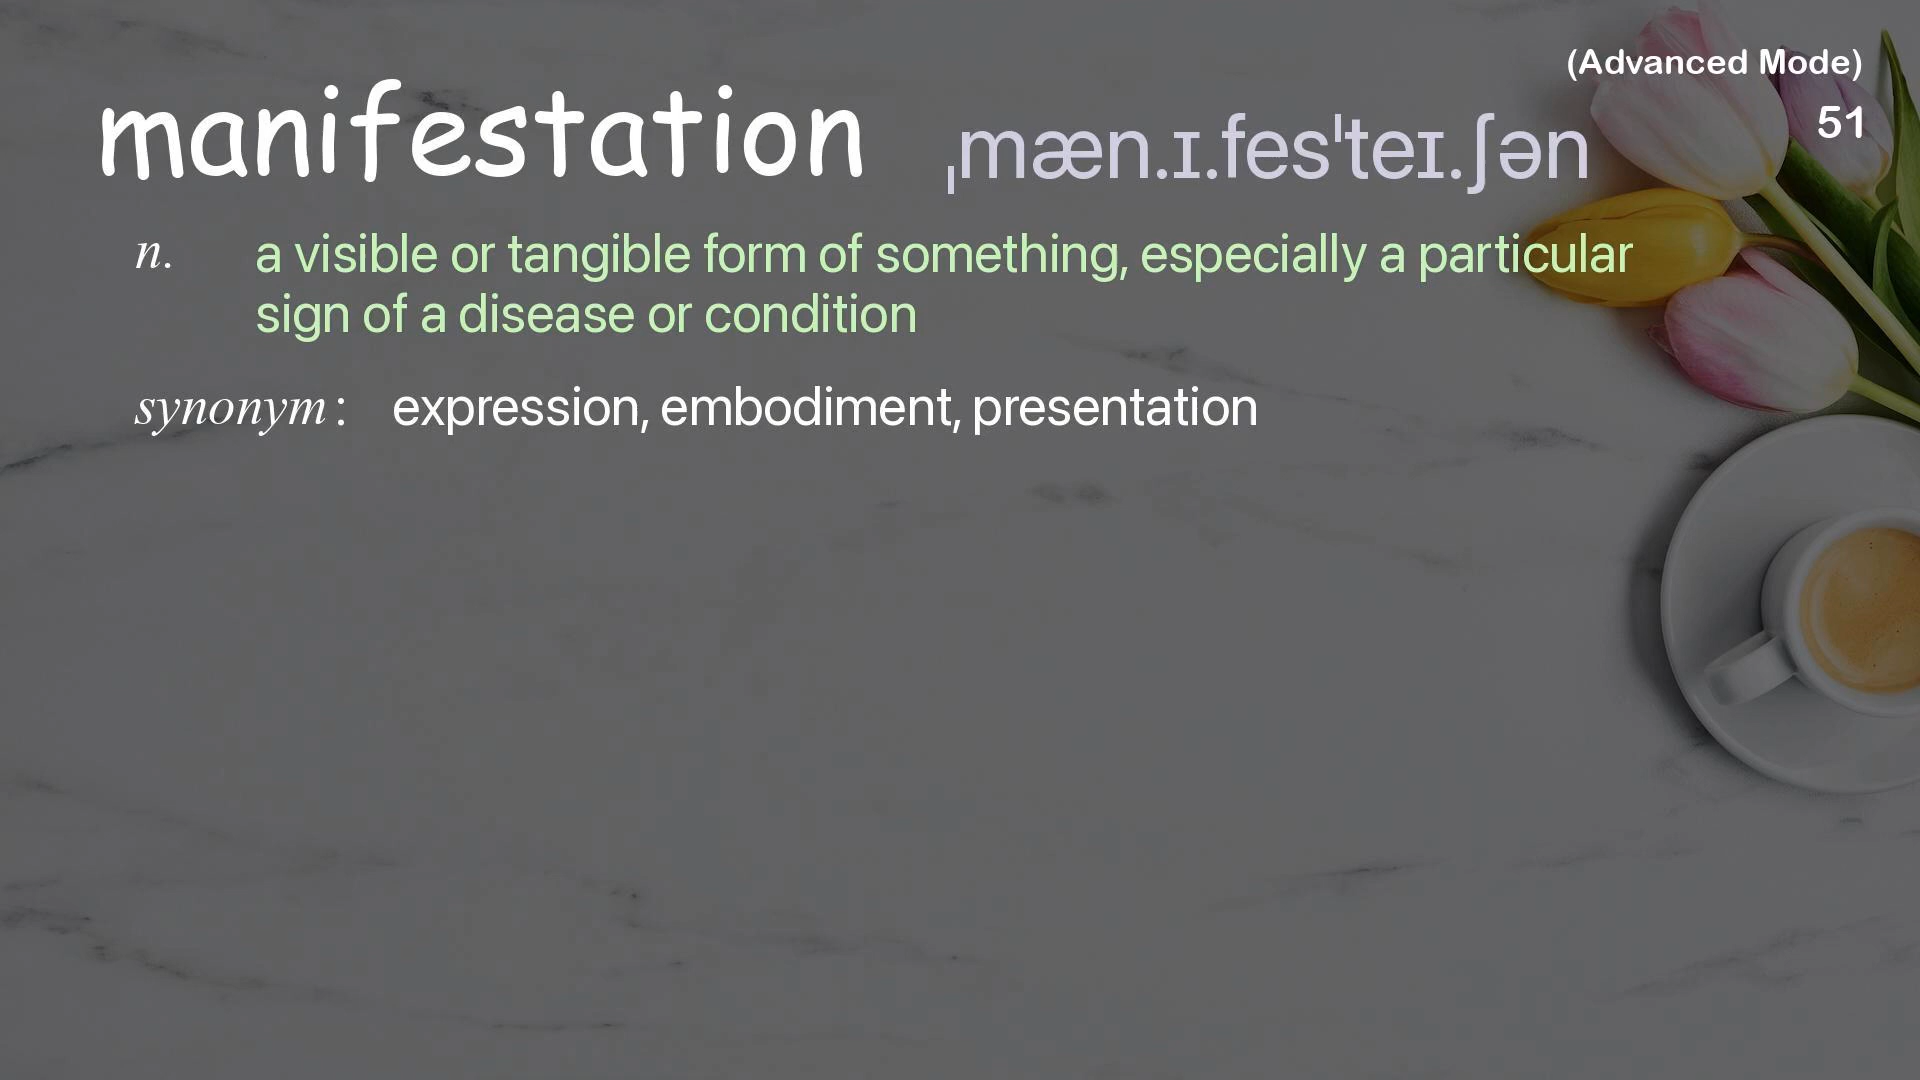 (Advanced Mode)
manifestation ˌmæn.ɪ.fesˈteɪ.ʃən
51
n. a visible or tangible form of something, especially a particular
sign of a disease or condition
synonym: expression, embodiment, presentation